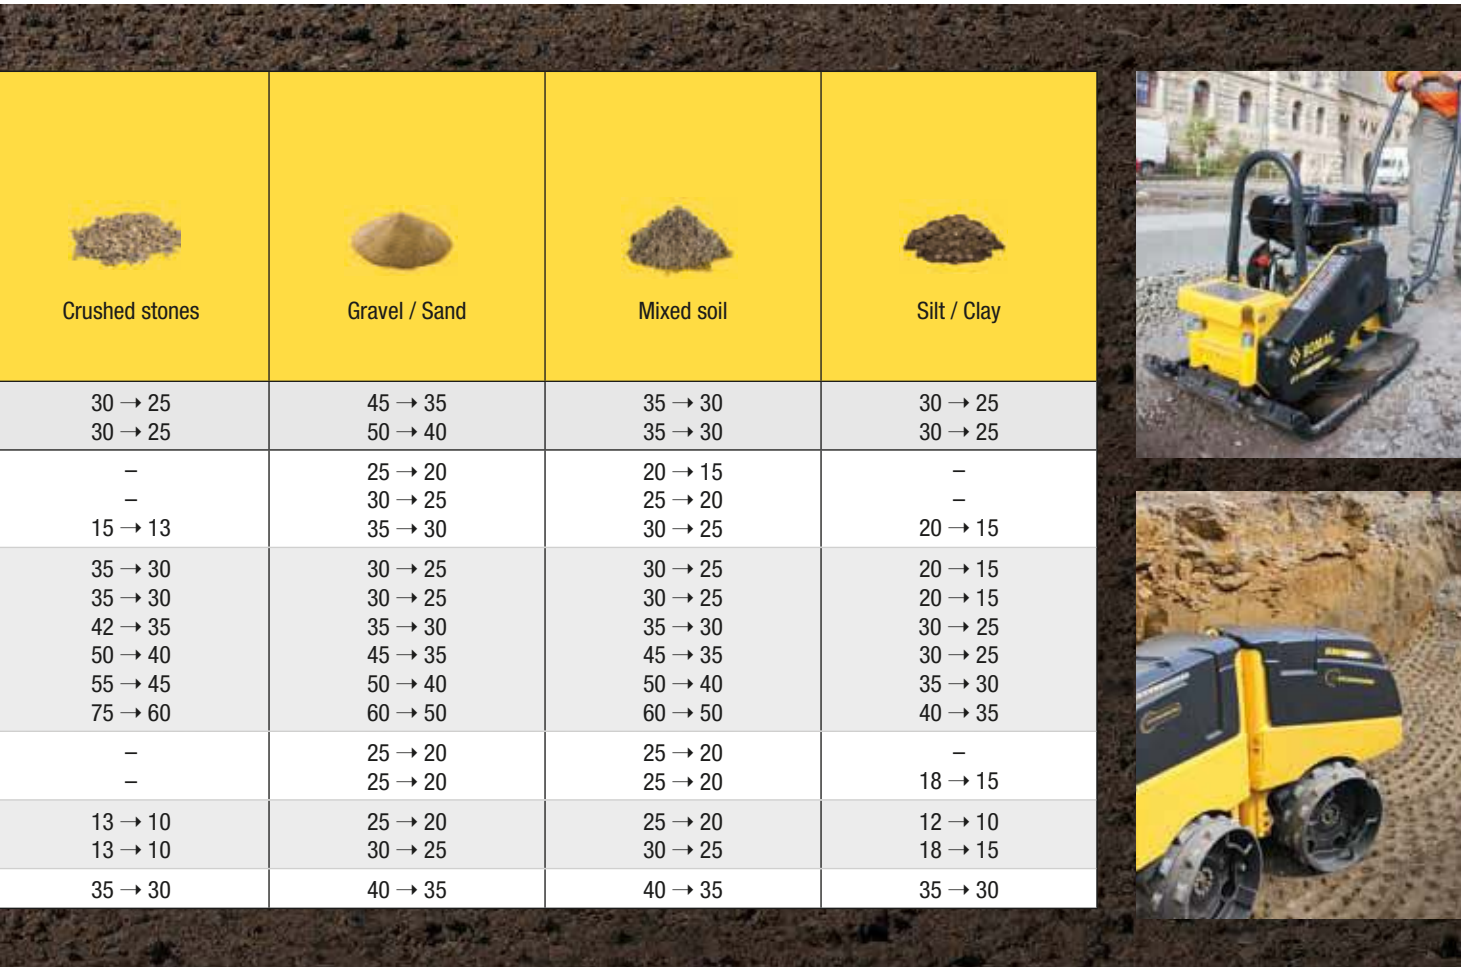 Crushed stones Gravel / Sand Mixed soil Silt / Clay
30 → 25 45 → 35 35 → 30 30 → 25
30 → 25 50 → 40 35 → 30 30 → 25
– 25 → 20 20 → 15 –
– 30 → 25 25 → 20 –
15 → 13 35 → 30 30 → 25 20 → 15
35 → 30 30 → 25 30 → 25 20 → 15
35 → 30 30 → 25 30 → 25 20 → 15
42 → 35 35 → 30 35 → 30 30 → 25
50 → 40 45 → 35 45 → 35 30 → 25
55 → 45 50 → 40 50 → 40 35 → 30
75 → 60 60 → 50 60 → 50 40 → 35
– 25 → 20 25 → 20 –
– 25 → 20 25 → 20 18 → 15
13 → 10 25 → 20 25 → 20 12 → 10
13 → 10 30 → 25 30 → 25 18 → 15
35 → 30 40 → 35 40 → 35 35 → 30
BOMAG